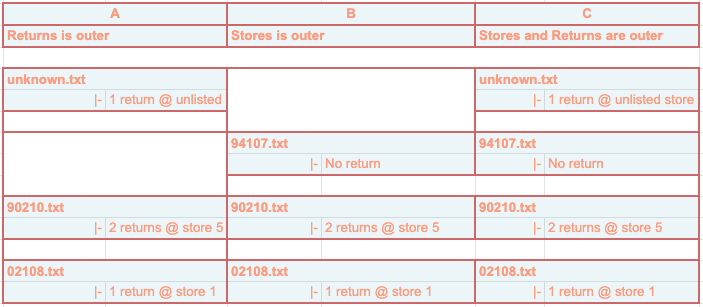 A B C
Returns is outer Stores is outer Stores and Returns are outer
unknown.txt unknown.txt
|- 1 return @ unlisted |- 1 return @ unlisted store
94107.txt 94107.txt
|- No return |- No return
90210.txt 90210.txt 90210.txt
|- 2 returns @ store 5 |- 2 returns @ store 5 |- 2 returns @ store 5
02108.txt 02108.txt 02108.txt
|- 1 return @ store 1 |- 1 return @ store 1 |- 1 return @ store 1